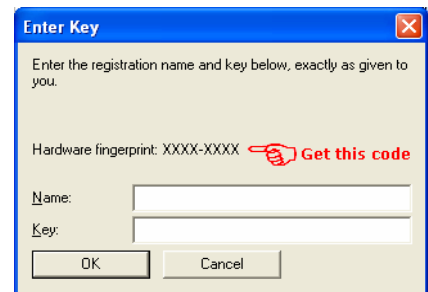 Enter Key
Enter the registration name and key below, exactly as given to
you.
Hardware fingerprint: XXXX-XXXX Get this code
Name:
Key:
OK Cancel